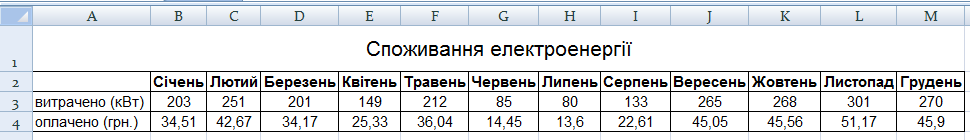 A B C D E F G H I J K L M
1 Споживання електроенергії
2 Січень Лютий Березень Квітень Травень Червень Липень Серпень Вересень Жовтень Листопад Грудень
3 витрачено (кВт) 203 251 201 149 212 85 80 133 265 268 301 270
4 оплачено (грн.) 34,51 42,67 34,17 25,33 36,04 14,45 13,6 22,61 45,05 45,56 51,17 45,9